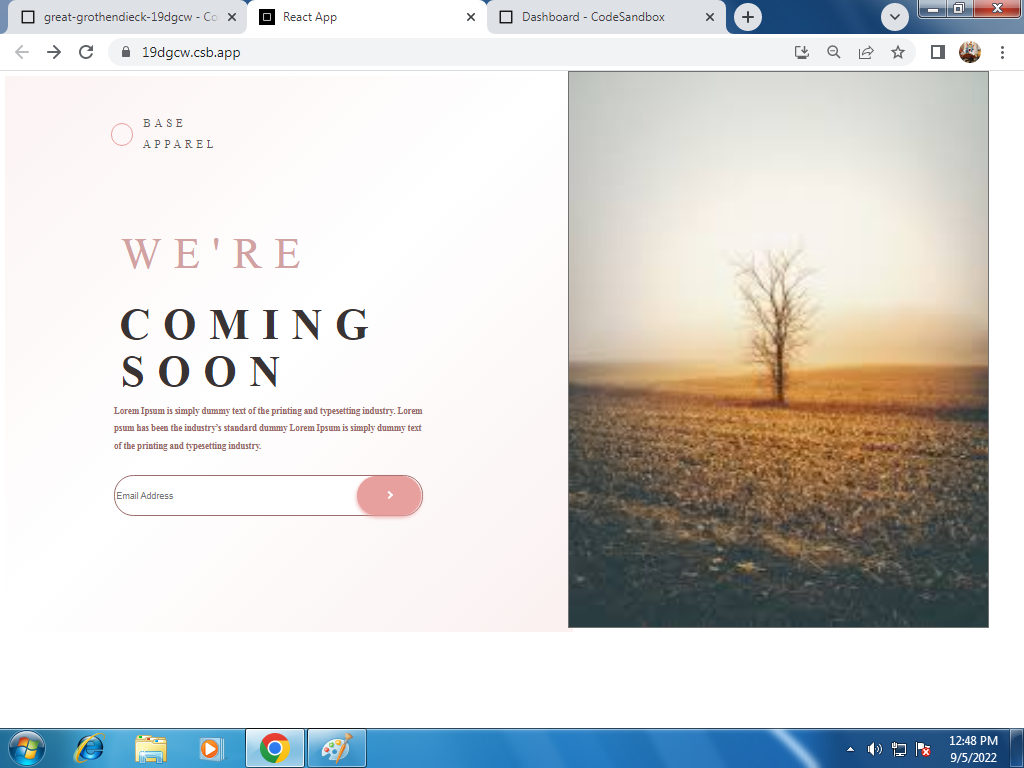 great-grothendieck-19dgcw - Co
React App
Dashboard - CodeSandbox
19dgcw.csb.app
BASE
APPAREL
WE'RE
COMING
SOON
Lorem Ipsum is simply dummy text of the printing and typesetting industry. Lorem
psum has been the industry's standard dummy Lorem Ipsum is simply dummy text
of the printing and typesetting industry.
Email Address
12:48 PM
9/5/2022